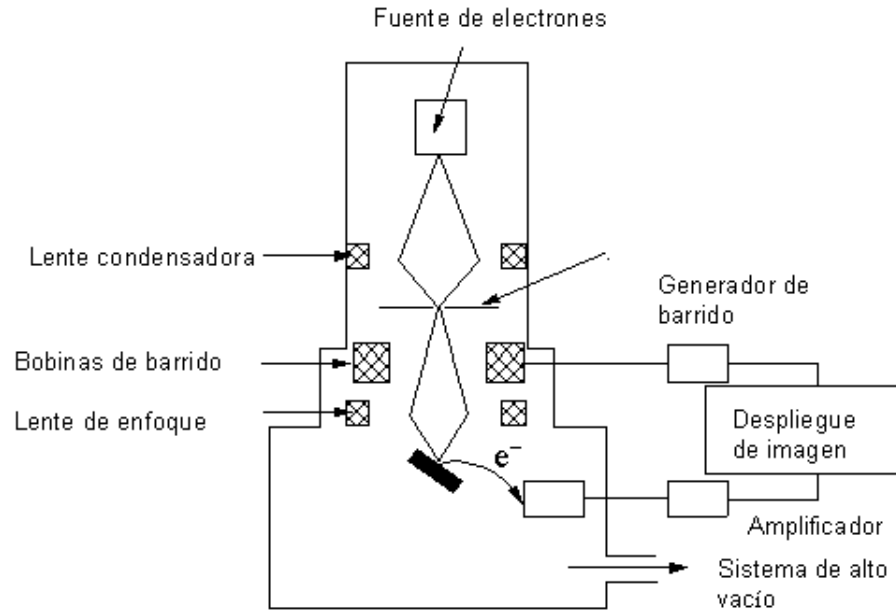 Fuente de electrones
Lente condensadora
Generador de
barrido
Bobinas de barrido
Lente de enfoque
Despliegue
de imagen
e⁻
Amplificador
Sistema de alto
vacío